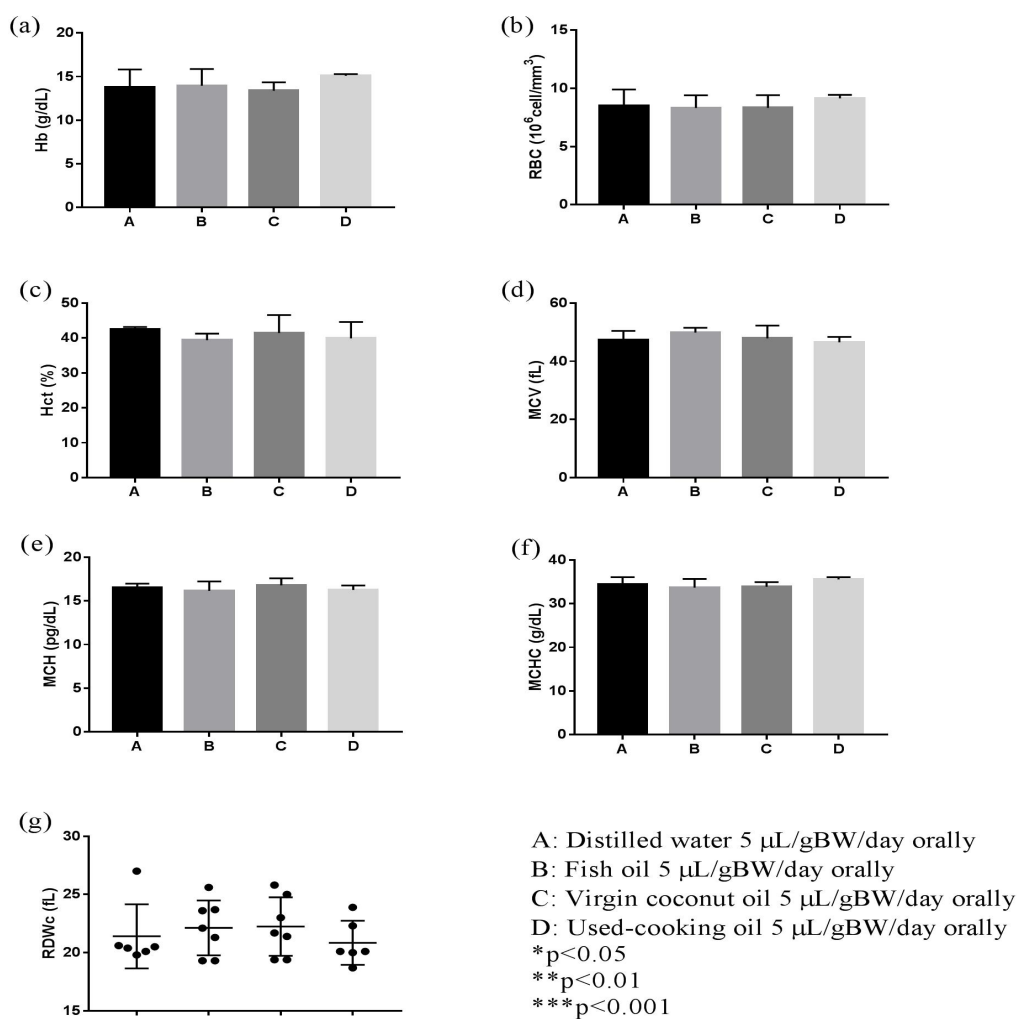 (a)
Hb (g/dL)
20
15
10
5
0
A B C D
(b)
RBC (10⁶cell/mm³)
15
10
5
0
A B C D
(c)
Hct (%)
50
40
30
20
10
0
A B C D
(d)
MCV (fL)
60
40
20
0
A B C D
(e)
MCH (pg/dL)
20
15
10
5
0
A B C D
(f)
MCHC (g/dL)
40
30
20
10
0
A B C D
(g)
RDWc (fL)
30
25
20
15
A: Distilled water 5 μL/gBW/day orally
B: Fish oil 5 μL/gBW/day orally
C: Virgin coconut oil 5 μL/gBW/day orally
D: Used-cooking oil 5 μL/gBW/day orally
*p<0.05
**p<0.01
***p<0.001